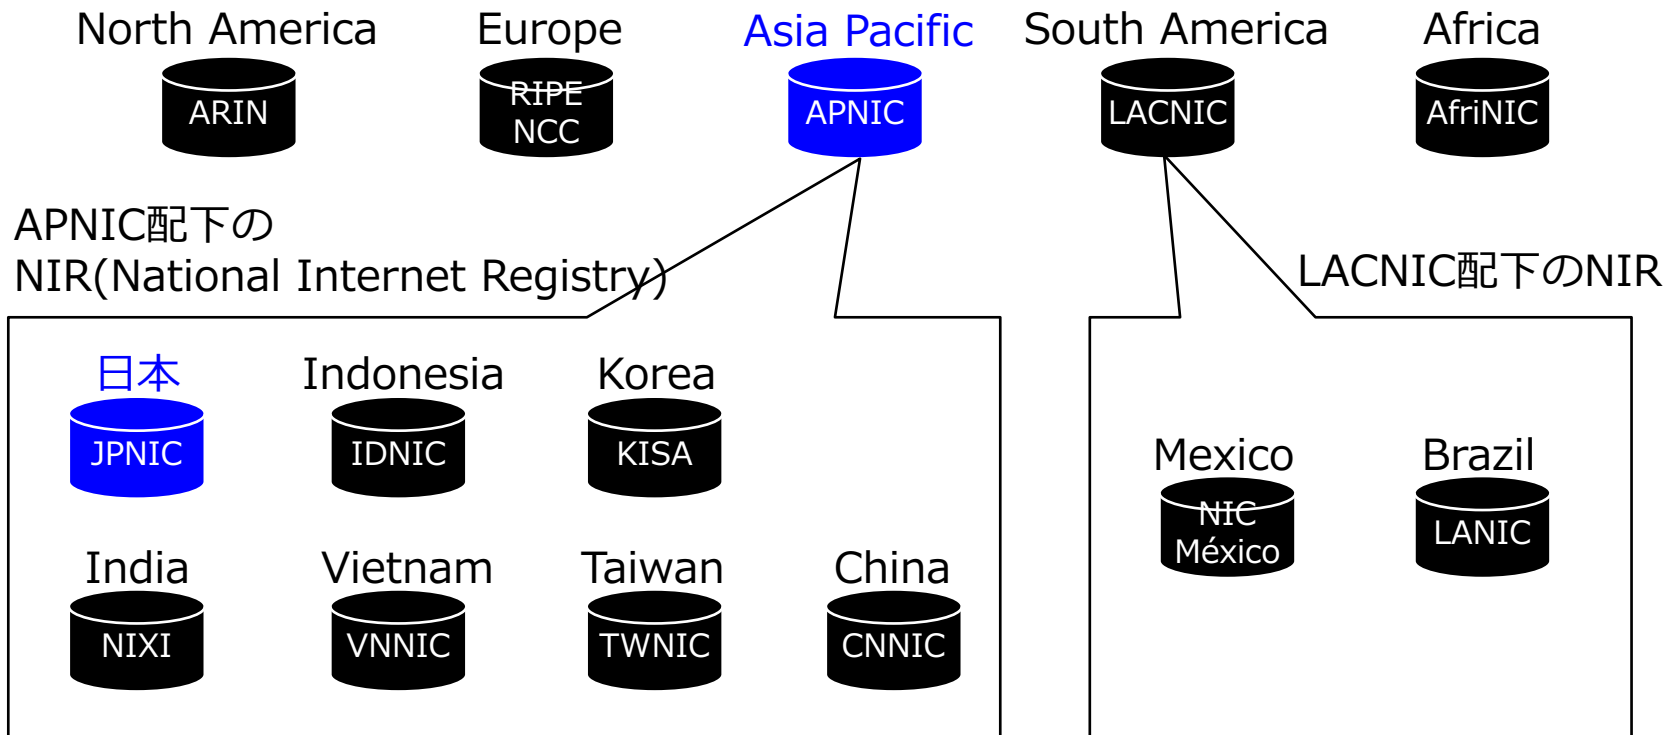 North America
Europe
Asia Pacific
South America
Africa
ARIN
RIPE
NCC
APNIC
LACNIC
AfriNIC
APNIC配下の
NIR(National Internet Registry)
LACNIC配下のNIR
日本
Indonesia
Korea
JPNIC
IDNIC
KISA
Mexico
Brazil
NIC
México
LANIC
India
Vietnam
Taiwan
China
NIXI
VNNIC
TWNIC
CNNIC